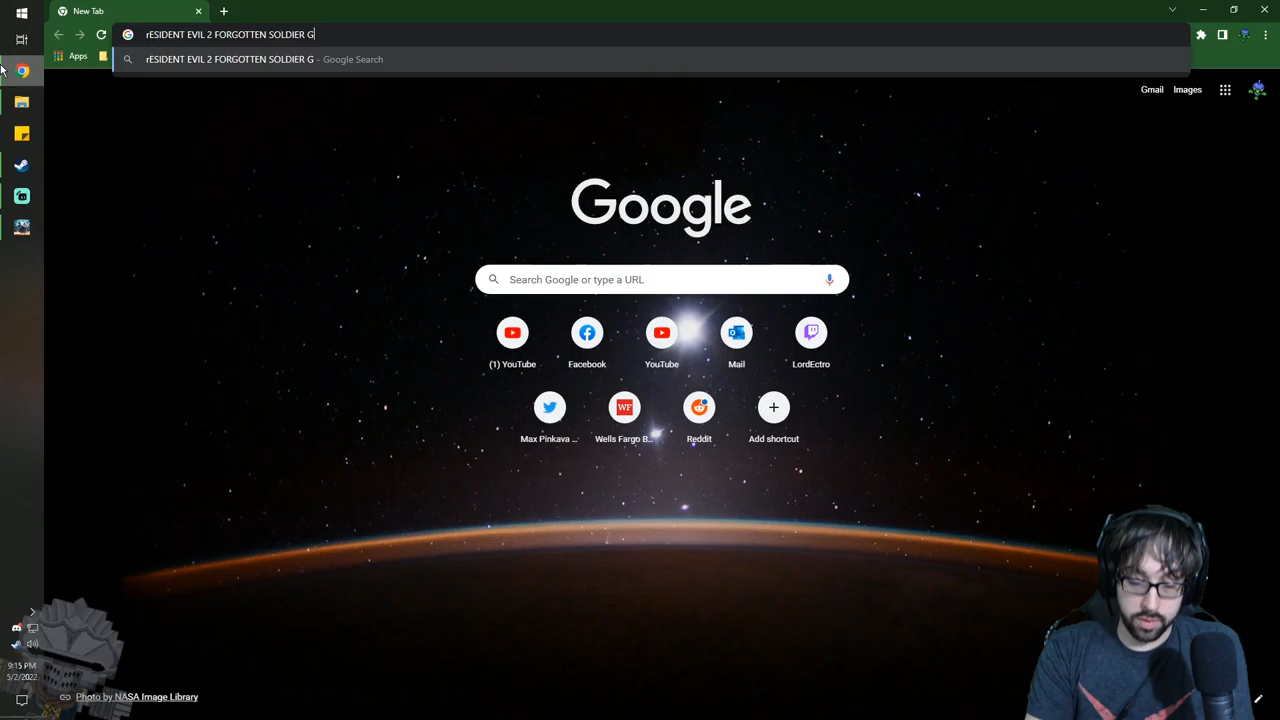 New Tab
rESIDENT EVIL 2 FORGOTTEN SOLDIER G
rESIDENT EVIL 2 FORGOTTEN SOLDIER G - Google Search
Apps
Gmail Images
Google
Search Google or type a URL
(1) YouTube Facebook YouTube Mail LordEctro
Max Pinkava ... Wells Fargo B... Reddit Add shortcut
9:15 PM
5/2/2022
Photo by NASA Image Library